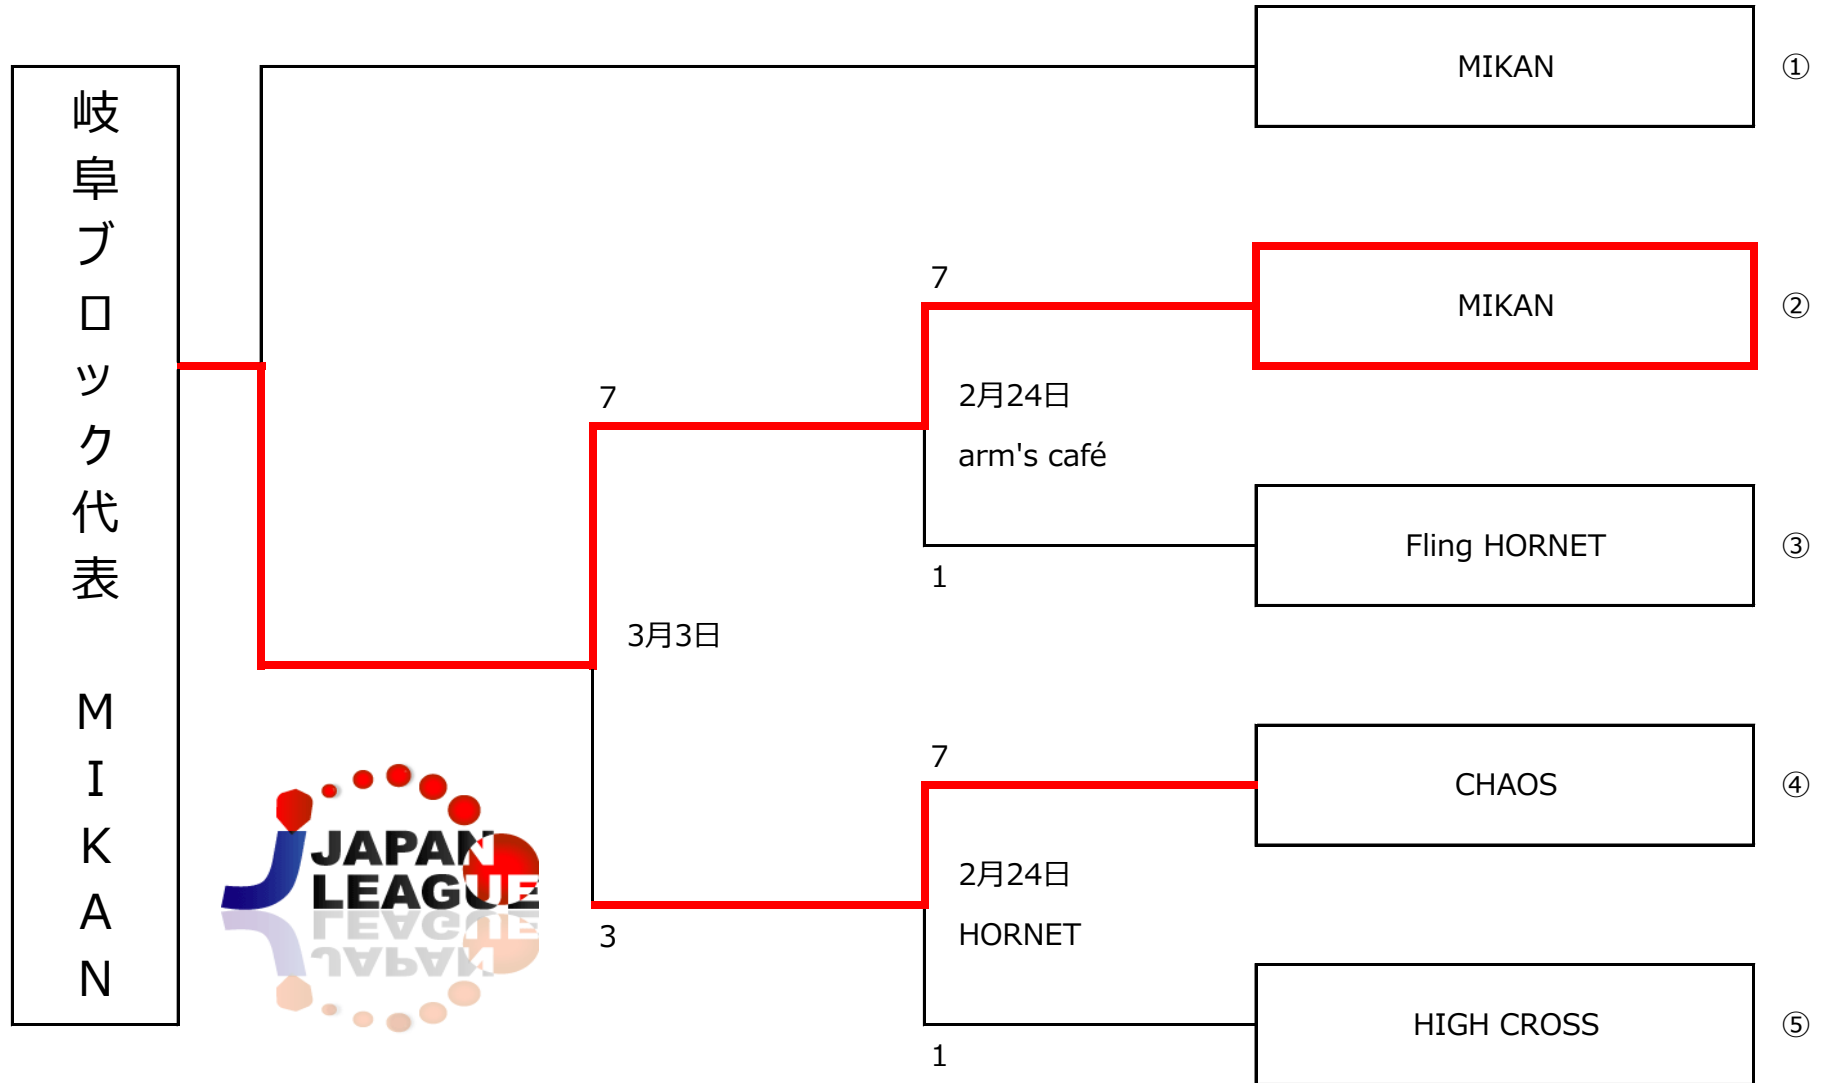 岐阜ブロック代表　MIKAN
MIKAN
①
7
MIKAN
②
7
2月24日
arm's café
Fling HORNET
③
1
3月3日
7
CHAOS
④
JAPAN
LEAGUE
2月24日
3
HORNET
HIGH CROSS
⑤
1